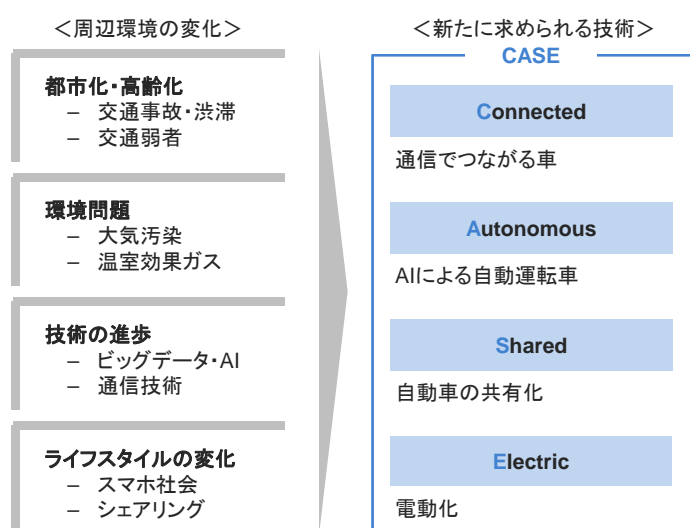 ＜周辺環境の変化＞
都市化・高齢化
– 交通事故・渋滞
– 交通弱者
環境問題
– 大気汚染
– 温室効果ガス
技術の進歩
– ビッグデータ・AI
– 通信技術
ライフスタイルの変化
– スマホ社会
– シェアリング
＜新たに求められる技術＞
CASE
Connected
通信でつながる車
Autonomous
AIによる自動運転車
Shared
自動車の共有化
Electric
電動化